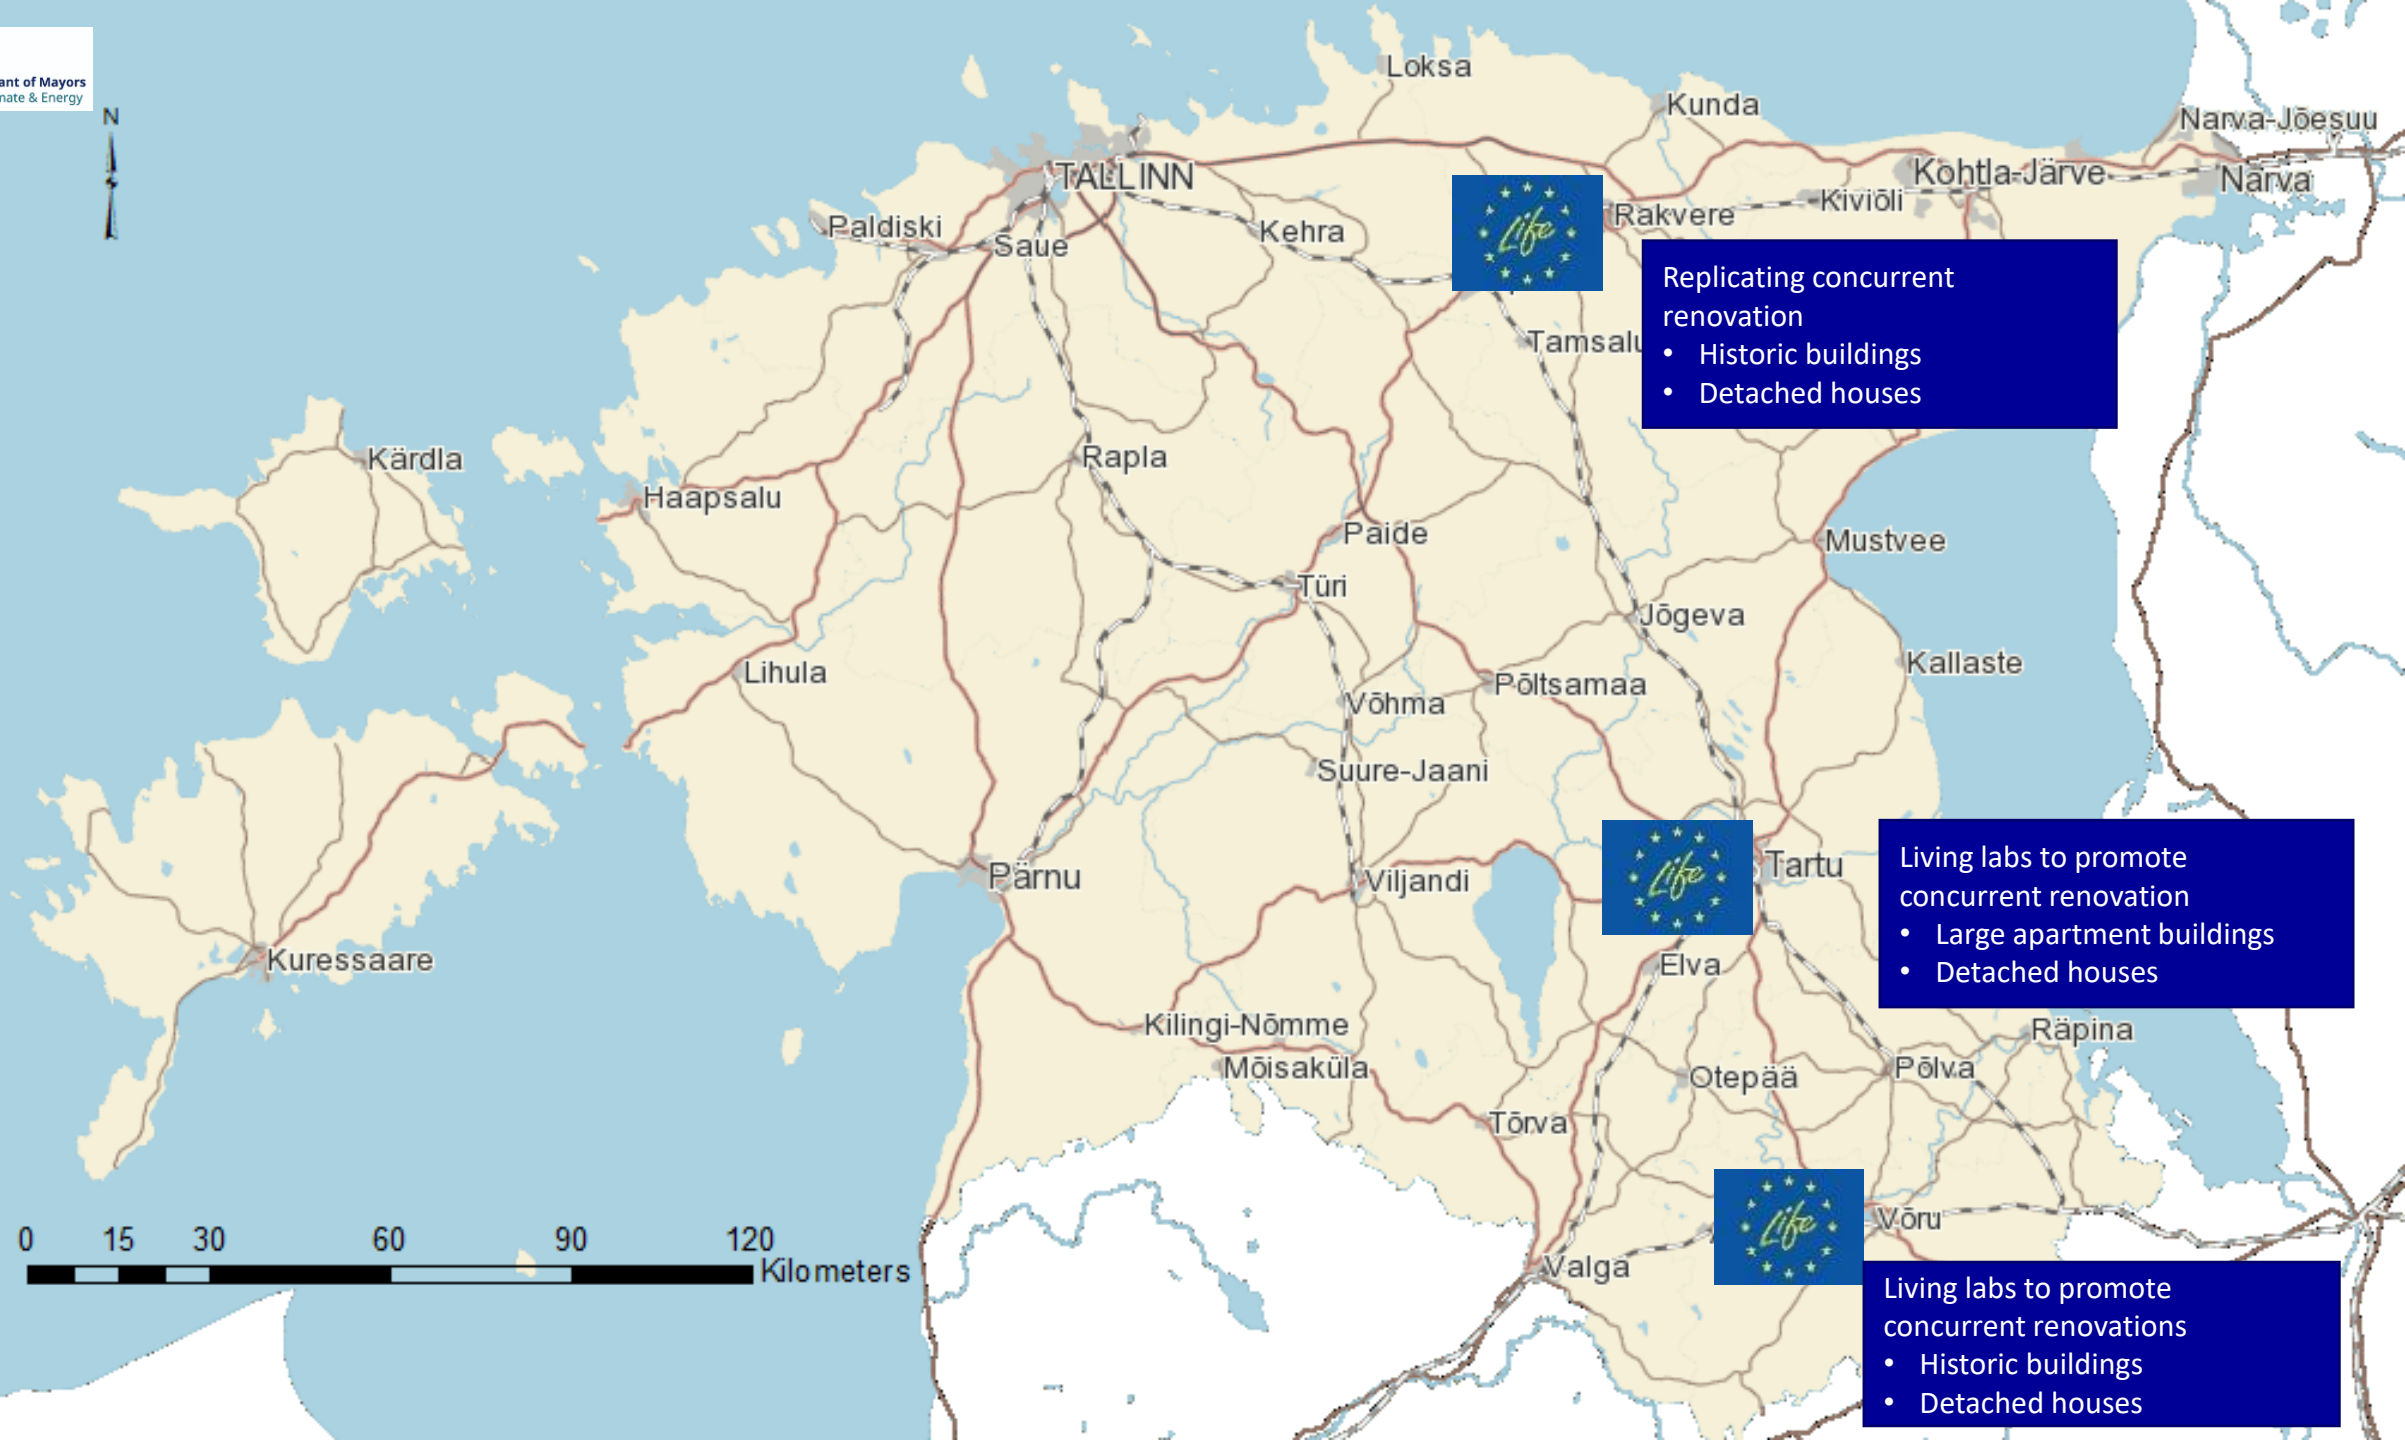 ant of Mayors
mate & Energy
N
Loksa
Kunda
Narva-Jõesuu
TALLINN
Kohtla-Järve
Narva
Kiviõli
Rakvere
Paldiski
Saue
Kehra
Life
Replicating concurrent
renovation
• Historic buildings
• Detached houses
Tamsalu
Kärdla
Rapla
Haapsalu
Paide
Mustvee
Türi
Jõgeva
Kallaste
Lihula
Põltsamaa
Võhma
Suure-Jaani
Pärnu
Viljandi
Life
Tartu
Living labs to promote
concurrent renovation
• Large apartment buildings
• Detached houses
Kuressaare
Elva
Kilingi-Nõmme
Räpina
Mõisaküla
Otepää
Põlva
Tõrva
Life
Võru
Valga
0 15 30 60 90 120
Kilometers
Living labs to promote
concurrent renovations
• Historic buildings
• Detached houses